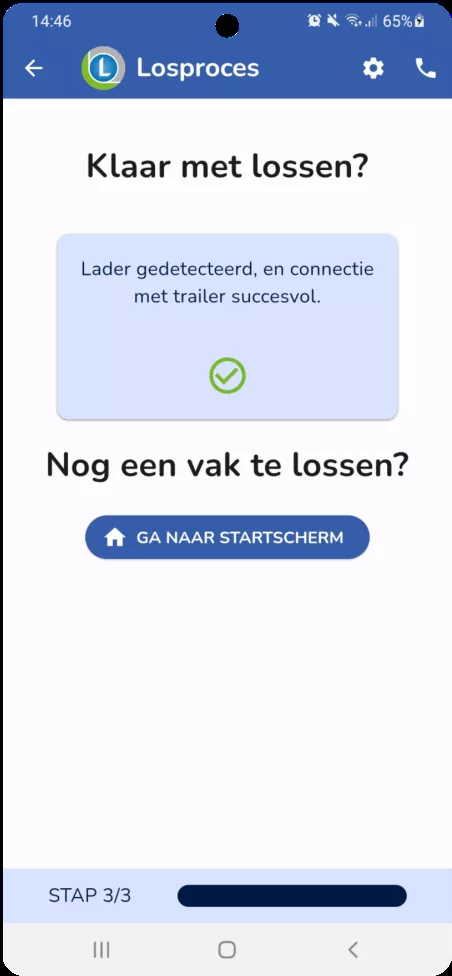 14:46 65%
L Losproces
Klaar met lossen?
Lader gedetecteerd, en connectie
met trailer succesvol.
Nog een vak te lossen?
GA NAAR STARTSCHERM
STAP 3/3